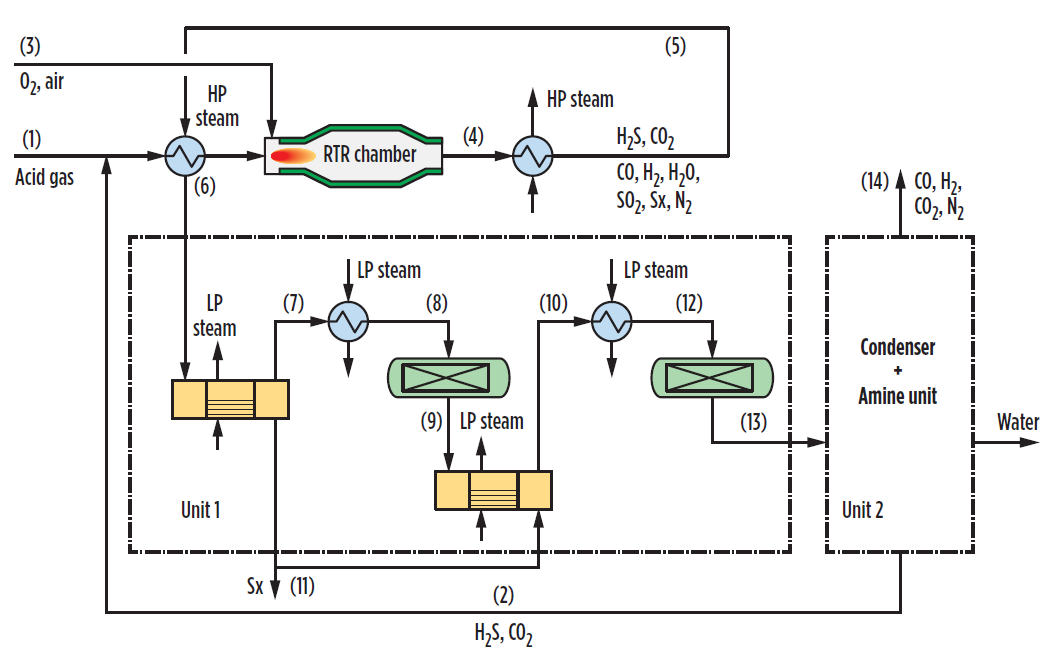 (3)
O₂, air
(1)
Acid gas
HP
steam
(6)
RTR chamber
(4)
HP steam
(5)
H₂S, CO₂
CO, H₂, H₂O,
SO₂, Sx, N₂
(14)
CO, H₂,
CO₂, N₂
LP
steam
(7)
LP steam
(8)
(10)
LP steam
(12)
(9)
LP steam
(13)
Condenser
+
Amine unit
Water
Unit 1
Unit 2
Sx
(11)
(2)
H₂S, CO₂